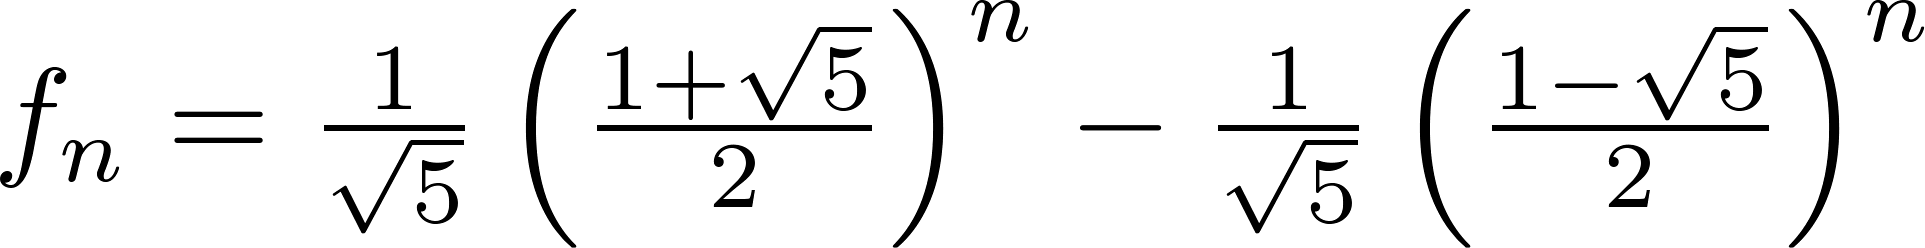 f_n = \frac{1}{\sqrt{5}} \left( \frac{1+\sqrt{5}}{2} \right)^n - \frac{1}{\sqrt{5}} \left( \frac{1-\sqrt{5}}{2} \right)^n